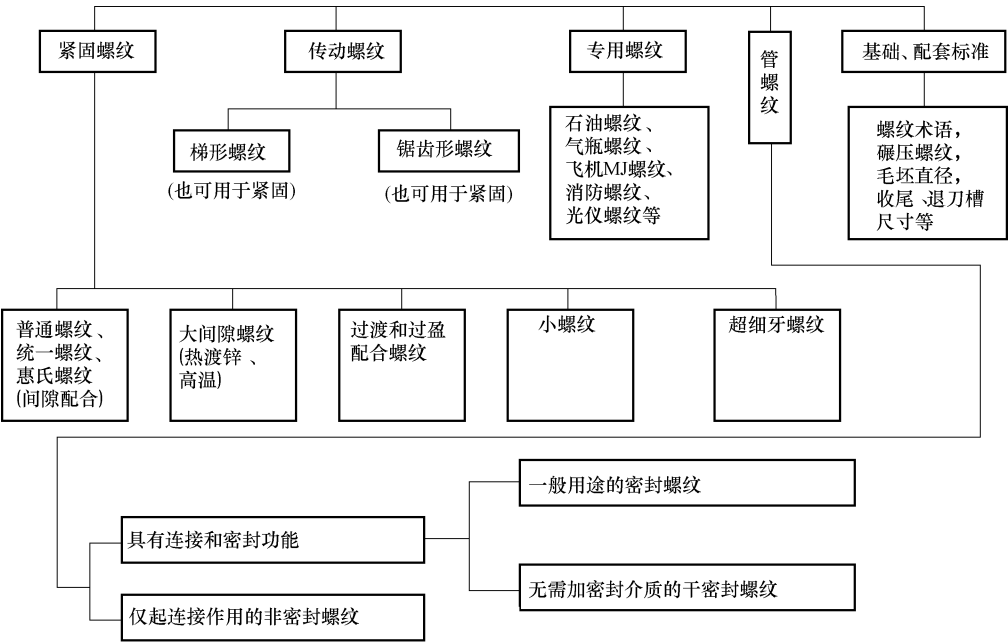 紧固螺纹
传动螺纹
专用螺纹
管
螺
纹
基础、配套标准
梯形螺纹
(也可用于紧固)
锯齿形螺纹
(也可用于紧固)
石油螺纹、
气瓶螺纹、
飞机MJ螺纹、
消防螺纹、
光仪螺纹等
螺纹术语，
碾压螺纹，
毛坯直径，
收尾、退刀槽
尺寸等
普通螺纹、
统一螺纹、
惠氏螺纹
(间隙配合)
大间隙螺纹
(热渡锌、
高温)
过渡和过盈
配合螺纹
小螺纹
超细牙螺纹
一般用途的密封螺纹
具有连接和密封功能
无需加密封介质的干密封螺纹
仅起连接作用的非密封螺纹